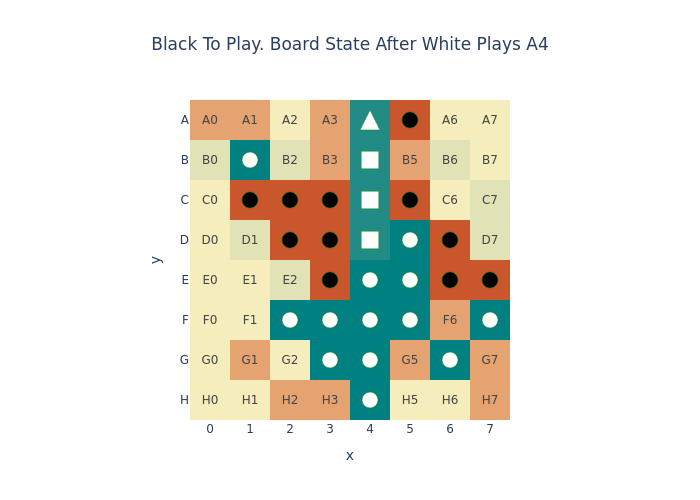 Black To Play. Board State After White Plays A4
A A0 A1 A2 A3 A6 A7
B B0 B2 B3 B5 B6 B7
C C0 C6 C7
D D0 D1 D7
E E0 E1 E2
F F0 F1 F6
G G0 G1 G2 G5 G7
H H0 H1 H2 H3 H5 H6 H7
0 1 2 3 4 5 6 7
x
y